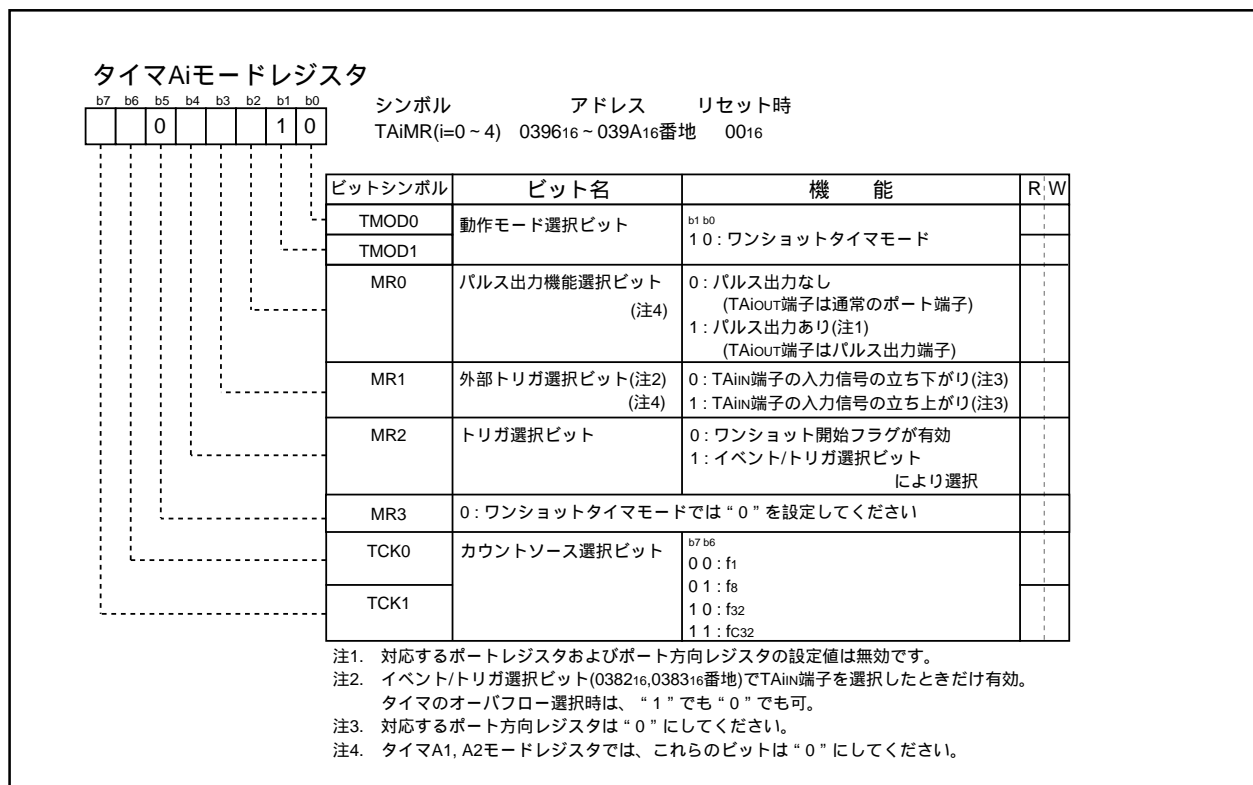 タイマAiモードレジスタ
b7 b6 b5 b4 b3 b2 b1 b0
0 1 0
シンボル アドレス リセット時
TAiMR(i=0 ~ 4) 039616 ~ 039A16番地 0016
ビットシンボル ビット名 機 能 R W
TMOD0 動作モード選択ビット b1 b0
1 0 : ワンショットタイマモード
TMOD1
MR0 パルス出力機能選択ビット 0 : パルス出力なし
(注4) (TAiOUT端子は通常のポート端子)
1 : パルス出力あり(注1)
(TAiOUT端子はパルス出力端子)
MR1 外部トリガ選択ビット(注2) 0 : TAiIN端子の入力信号の立ち下がり(注3)
(注4) 1 : TAiIN端子の入力信号の立ち上がり(注3)
MR2 トリガ選択ビット 0 : ワンショット開始フラグが有効
1 : イベント/トリガ選択ビット
により選択
MR3 0 : ワンショットタイマモードでは “ 0 ” を設定してください
TCK0 カウントソース選択ビット b7 b6
0 0 : f1
0 1 : f8
TCK1 1 0 : f32
1 1 : fC32
注1. 対応するポートレジスタおよびポート方向レジスタの設定値は無効です。
注2. イベント/トリガ選択ビット(038216,038316番地)でTAiIN端子を選択したときだけ有効。
タイマのオーバフロー選択時は、 “ 1 ” でも “ 0 ” でも可。
注3. 対応するポート方向レジスタは “ 0 ” にしてください。
注4. タイマA1, A2モードレジスタでは、これらのビットは “ 0 ” にしてください。